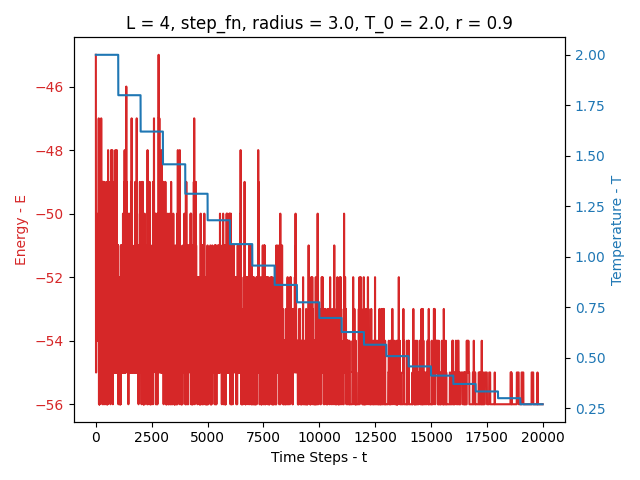 L = 4, step_fn, radius = 3.0, T_0 = 2.0, r = 0.9
Energy - E
−46
−48
−50
−52
−54
−56
2.00
1.75
1.50
1.25
1.00
0.75
0.50
0.25
Temperature - T
0 2500 5000 7500 10000 12500 15000 17500 20000
Time Steps - t